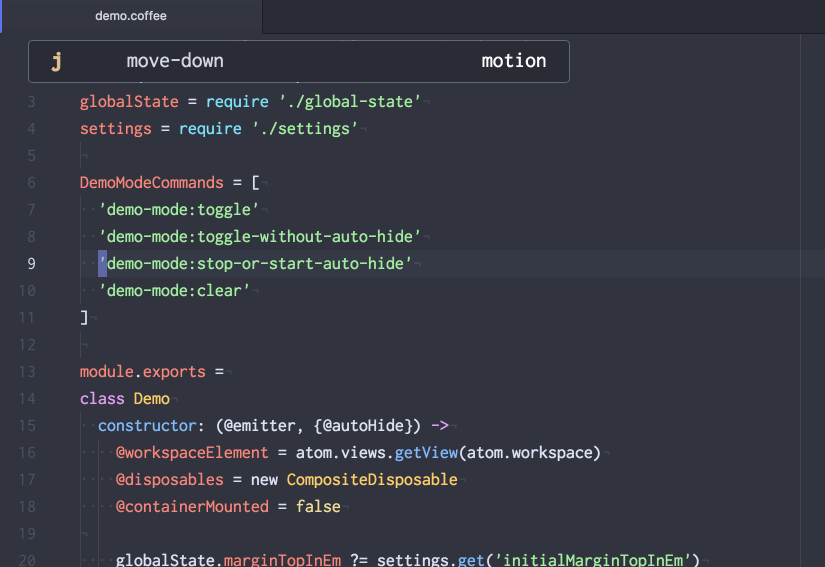 demo.coffee
j move-down motion
3 globalState = require './global-state'
4 settings = require './settings'
5
6 DemoModeCommands = [
7 'demo-mode:toggle'
8 'demo-mode:toggle-without-auto-hide'
9 'demo-mode:stop-or-start-auto-hide'
10 'demo-mode:clear'
11 ]
12
13 module.exports =
14 class Demo
15 constructor: (@emitter, {@autoHide}) ->
16 @workspaceElement = atom.views.getView(atom.workspace)
17 @disposables = new CompositeDisposable
18 @containerMounted = false
19
20 globalState.marginTopInEm ?= settings.get('initialMarginTopInEm')